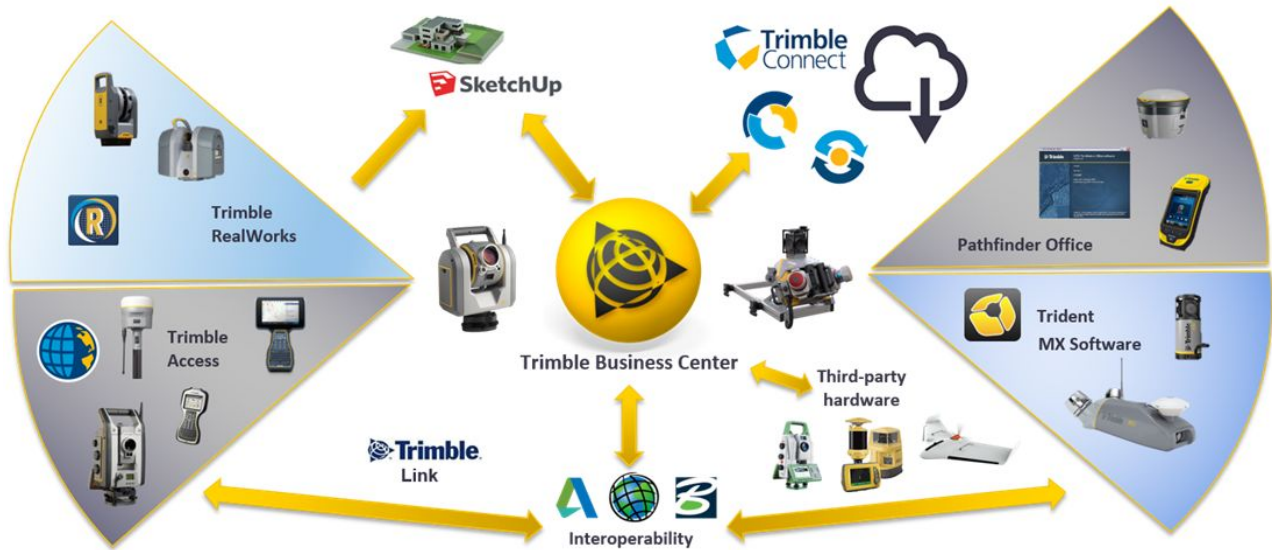 SketchUp
Trimble
Connect
Trimble
RealWorks
Pathfinder Office
Trimble
Access
Trident
MX Software
Trimble Business Center
Third-party
hardware
Trimble
Link
Interoperability